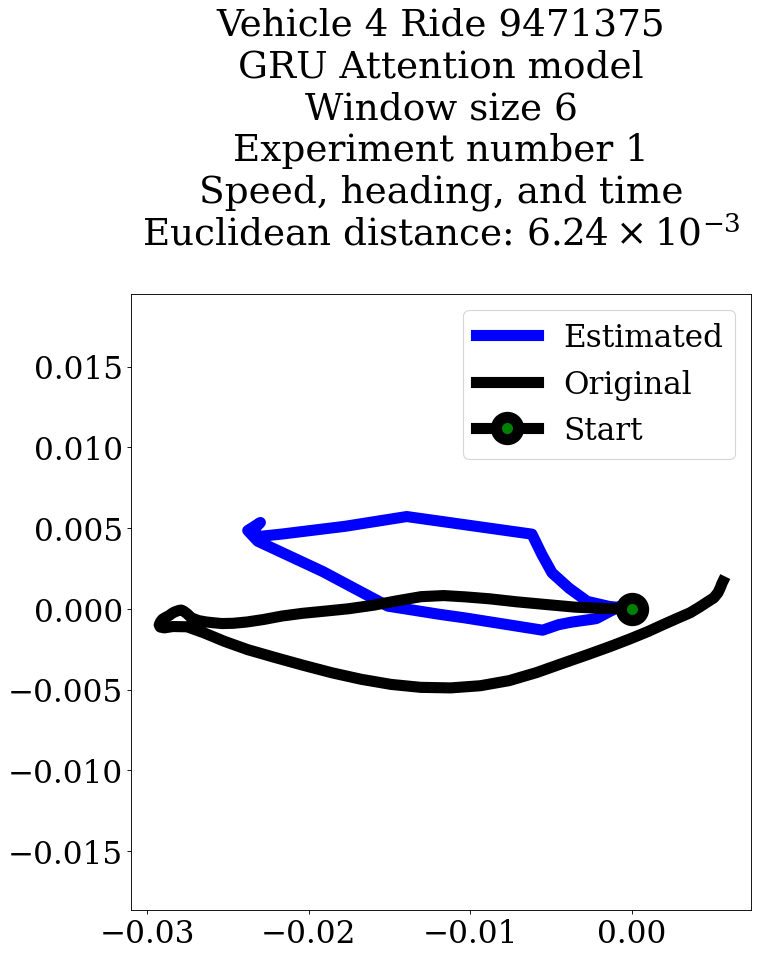 Vehicle 4 Ride 9471375
GRU Attention model
Window size 6
Experiment number 1
Speed, heading, and time
Euclidean distance: 6.24 × 10⁻³
Estimated
Original
Start
0.015
0.010
0.005
0.000
−0.005
−0.010
−0.015
−0.03
−0.02
−0.01
0.00